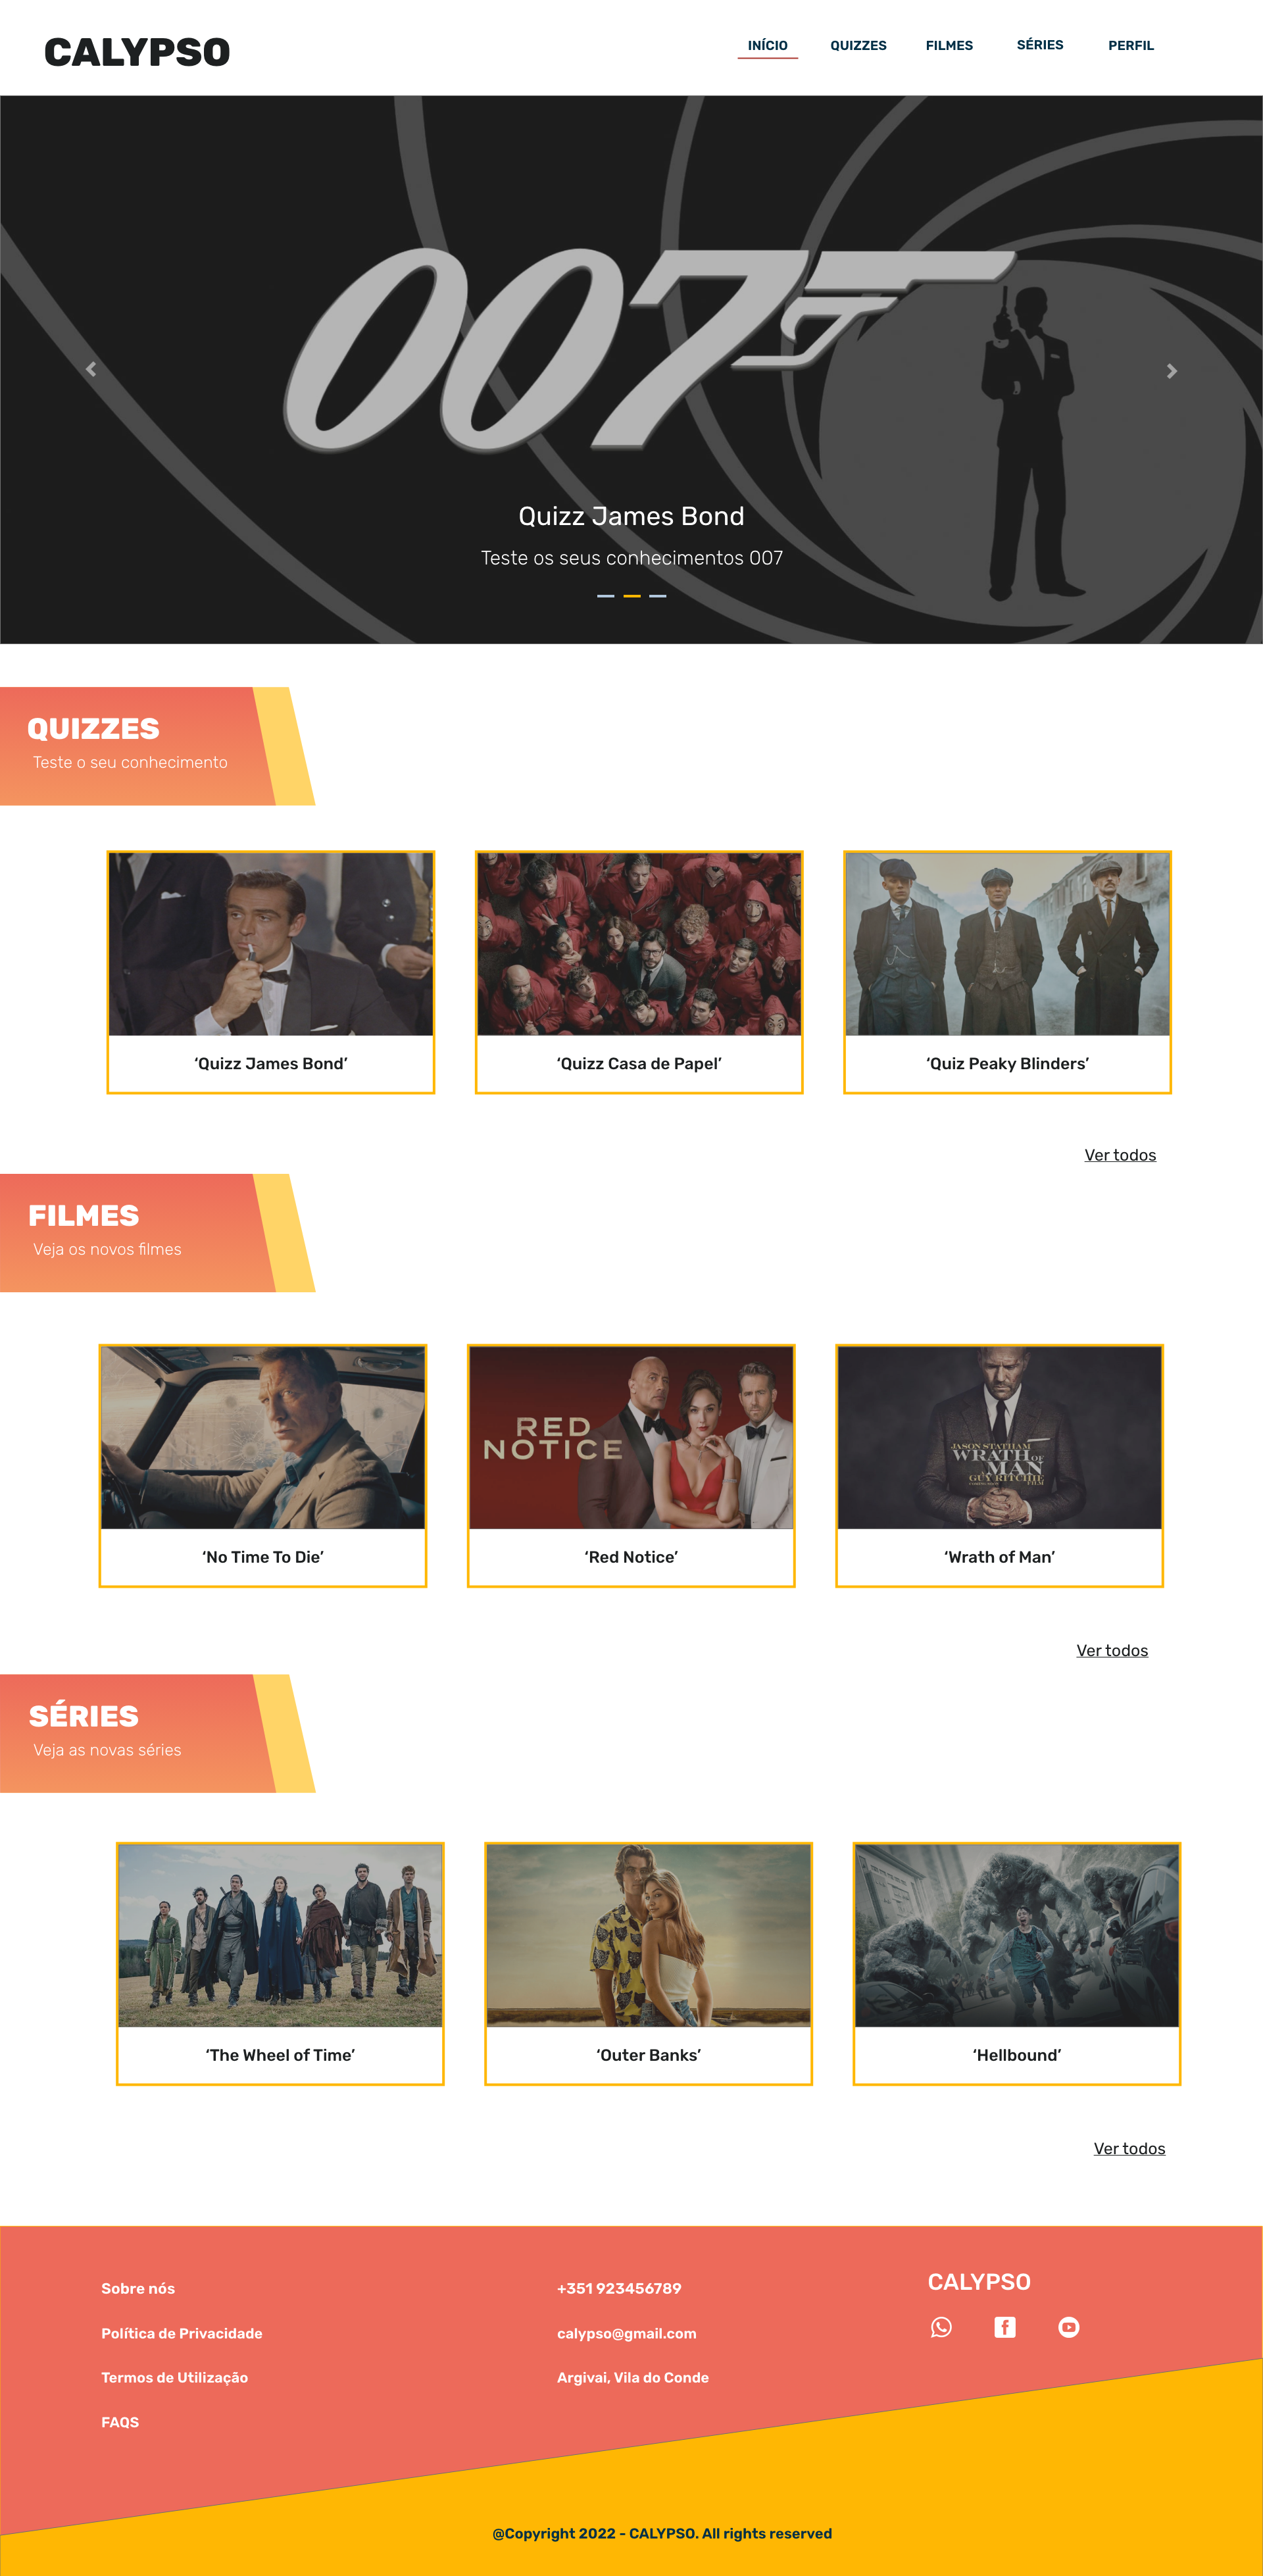 CALYPSO
INÍCIO
QUIZZES
FILMES
SÉRIES
PERFIL
007
Quizz James Bond
Teste os seus conhecimentos 007
QUIZZES
Teste o seu conhecimento
‘Quizz James Bond’
‘Quizz Casa de Papel’
‘Quiz Peaky Blinders’
Ver todos
FILMES
Veja os novos filmes
RED
NOTICE
JASON STATHAM
WRATH OF
MAN
GUY RITCHIE
FILM
‘No Time To Die’
‘Red Notice’
‘Wrath of Man’
Ver todos
SÉRIES
Veja as novas séries
‘The Wheel of Time’
‘Outer Banks’
‘Hellbound’
Ver todos
Sobre nós
Política de Privacidade
Termos de Utilização
FAQS
+351 923456789
calypso@gmail.com
Argivai, Vila do Conde
CALYPSO
@Copyright 2022 - CALYPSO. All rights reserved